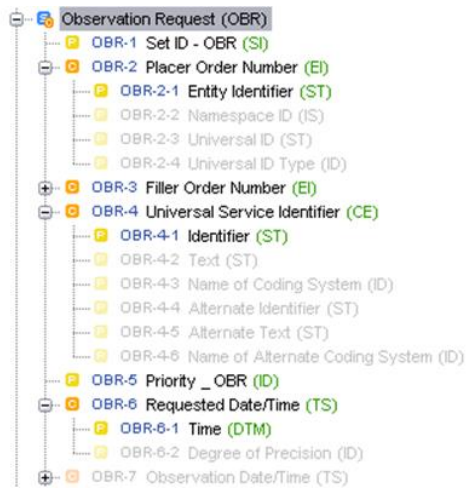 Observation Request (OBR)
P OBR-1 Set ID - OBR (SI)
C OBR-2 Placer Order Number (EI)
P OBR-2-1 Entity Identifier (ST)
OBR-2-2 Namespace ID (IS)
OBR-2-3 Universal ID (ST)
OBR-2-4 Universal ID Type (ID)
C OBR-3 Filler Order Number (EI)
C OBR-4 Universal Service Identifier (CE)
P OBR-4-1 Identifier (ST)
OBR-4-2 Text (ST)
OBR-4-3 Name of Coding System (ID)
OBR-4-4 Alternate Identifier (ST)
OBR-4-5 Alternate Text (ST)
OBR-4-6 Name of Alternate Coding System (ID)
P OBR-5 Priority _ OBR (ID)
C OBR-6 Requested Date/Time (TS)
P OBR-6-1 Time (DTM)
OBR-6-2 Degree of Precision (ID)
C OBR-7 Observation Date/Time (TS)